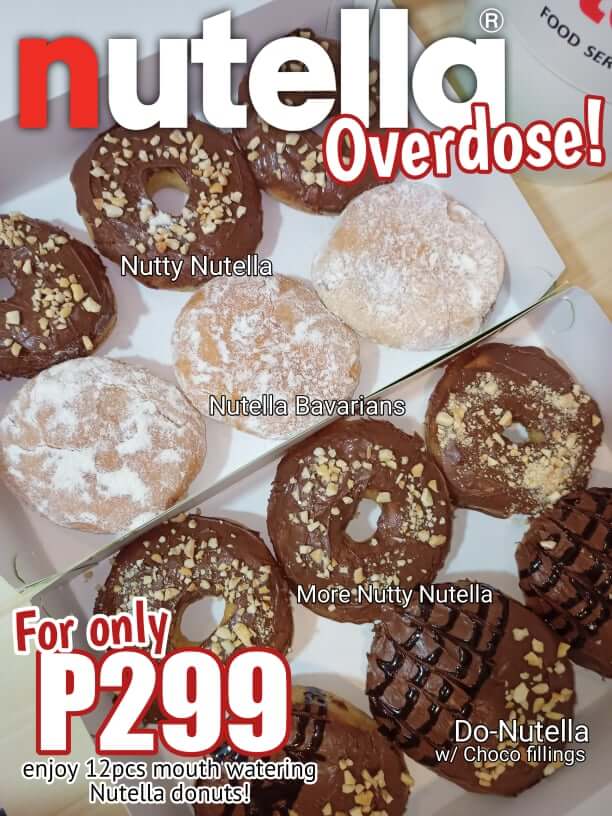 nutella®
Overdose!
FOOD SER
Nutty Nutella
Nutella Bavarians
More Nutty Nutella
For only
P299
enjoy 12pcs mouth watering
Nutella donuts!
Do-Nutella
w/ Choco fillings